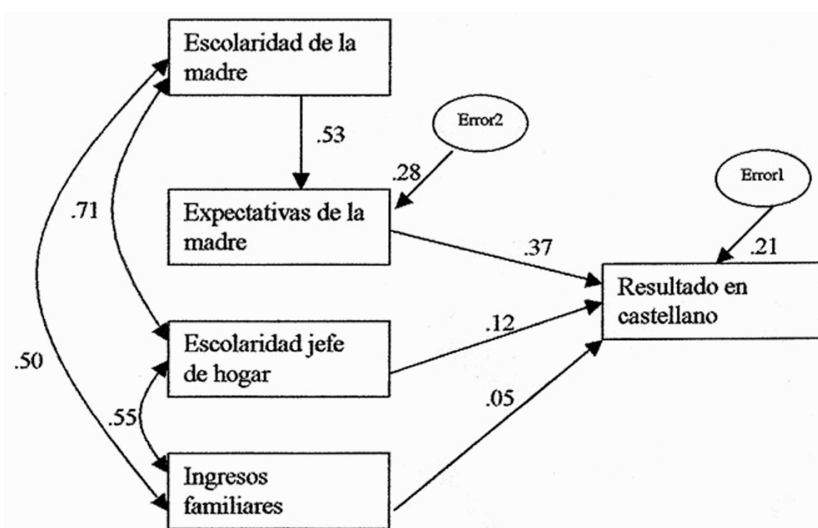 Escolaridad de la
madre
.53
Error2
.28
Error1
.71
Expectativas de la
madre
.37
.21
Resultado en
castellano
.12
Escolaridad jefe
de hogar
.50
.55
.05
Ingresos
familiares